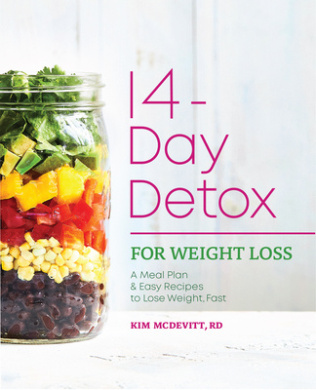 14-
Day
Detox
FOR WEIGHT LOSS
A Meal Plan
& Easy Recipes
to Lose Weight, Fast
KIM MCDEVITT, RD